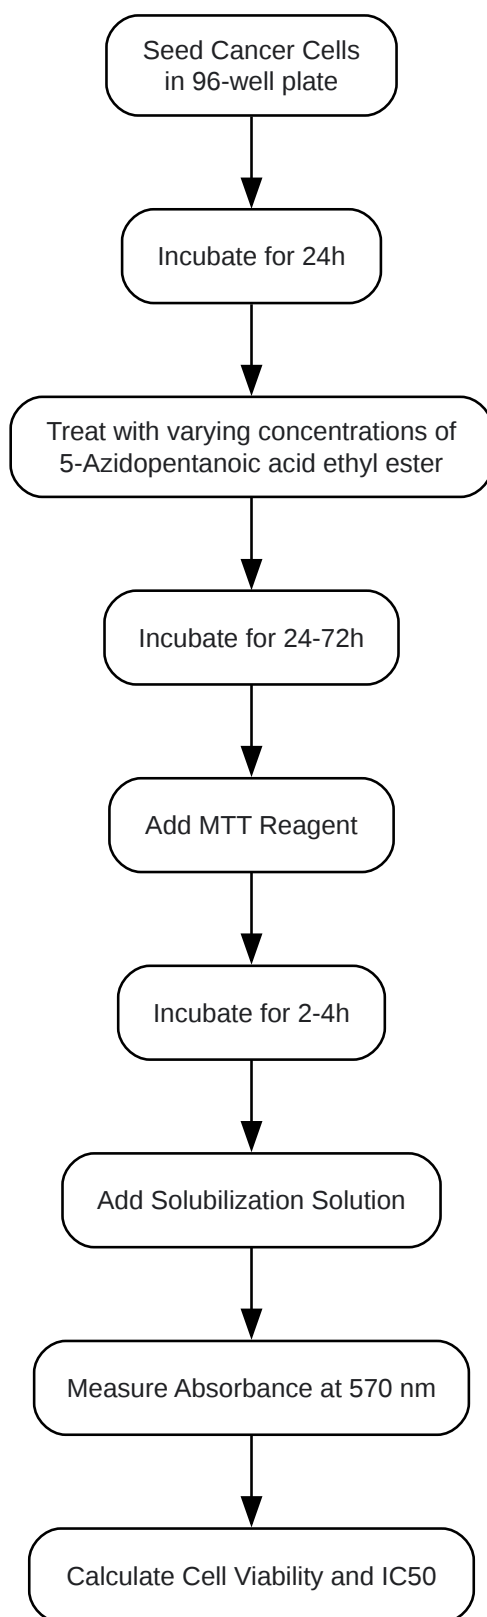 Seed Cancer Cells
in 96-well plate
Incubate for 24h
Treat with varying concentrations of
5-Azidopentanoic acid ethyl ester
Incubate for 24-72h
Add MTT Reagent
Incubate for 2-4h
Add Solubilization Solution
Measure Absorbance at 570 nm
Calculate Cell Viability and IC50